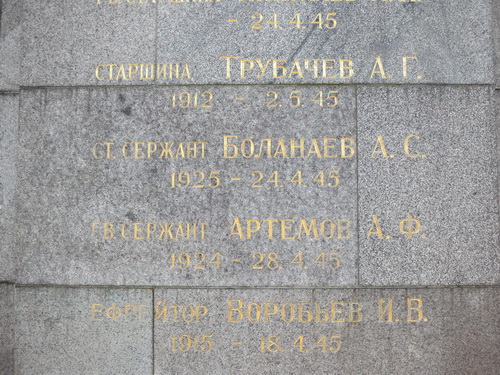 - 24.4.45
СТАРШИНА ТРУБАЧЕВ А. Г.
1912 - 2.5.45
СТ. СЕРЖАНТ БОЛАНАЕВ А. С.
1925 - 24.4.45
ГВ. СЕРЖАНТ АРТЕМОВ А. Ф.
1924 - 28.4.45
ЕФРЕЙТОР ВОРОБЬЕВ И. В.
1915 - 18.4.45